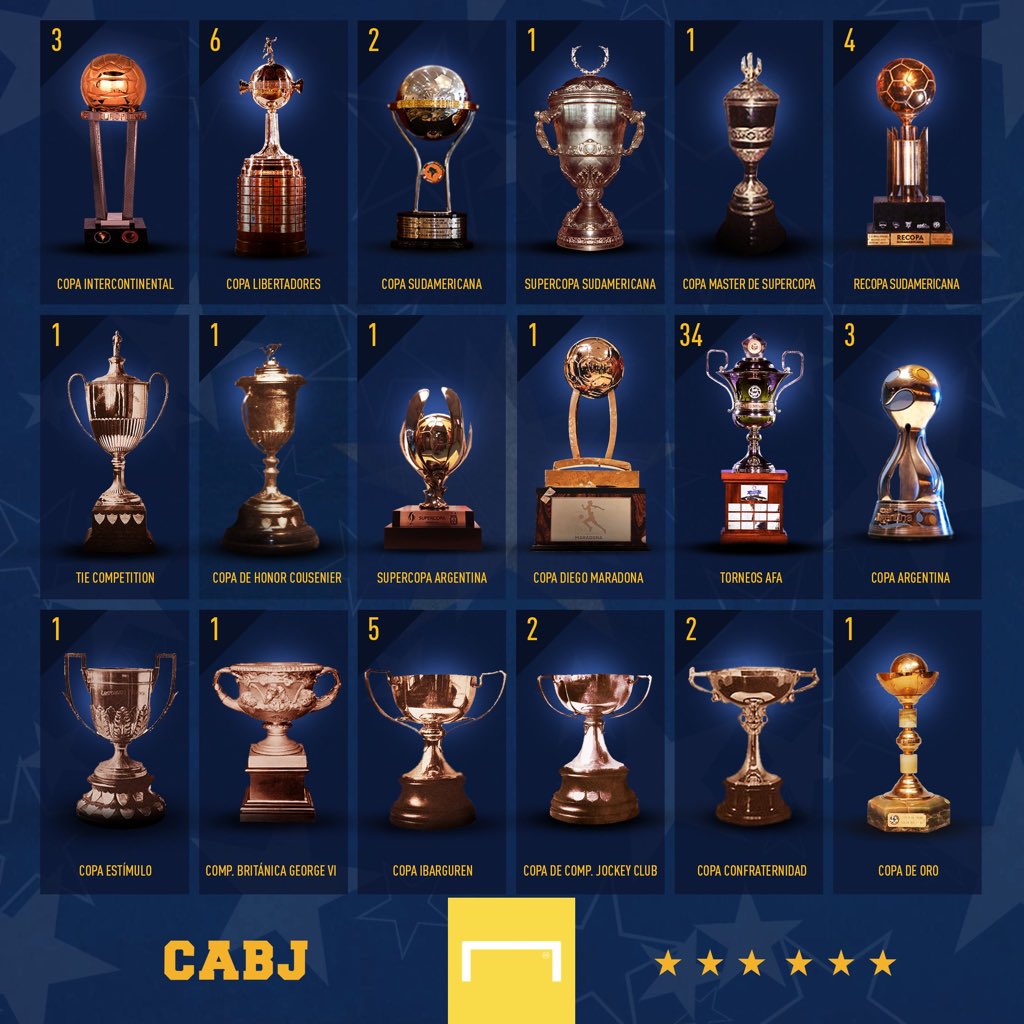 3
6
2
1
1
4
COPA INTERCONTINENTAL
COPA LIBERTADORES
COPA SUDAMERICANA
SUPERCOPA SUDAMERICANA
COPA MASTER DE SUPERCOPA
RECOPA
RECOPA SUDAMERICANA
1
1
1
1
34
3
SUPERCOPA
MARADONA
TIE COMPETITION
COPA DE HONOR COUSENIER
SUPERCOPA ARGENTINA
COPA DIEGO MARADONA
TORNEOS AFA
COPA ARGENTINA
1
1
5
2
2
1
COPA ESTÍMULO
COMP. BRITÁNICA GEORGE VI
COPA IBARGUREN
COPA DE COMP. JOCKEY CLUB
COPA CONFRATERNIDAD
COPA DE ORO
CABJ